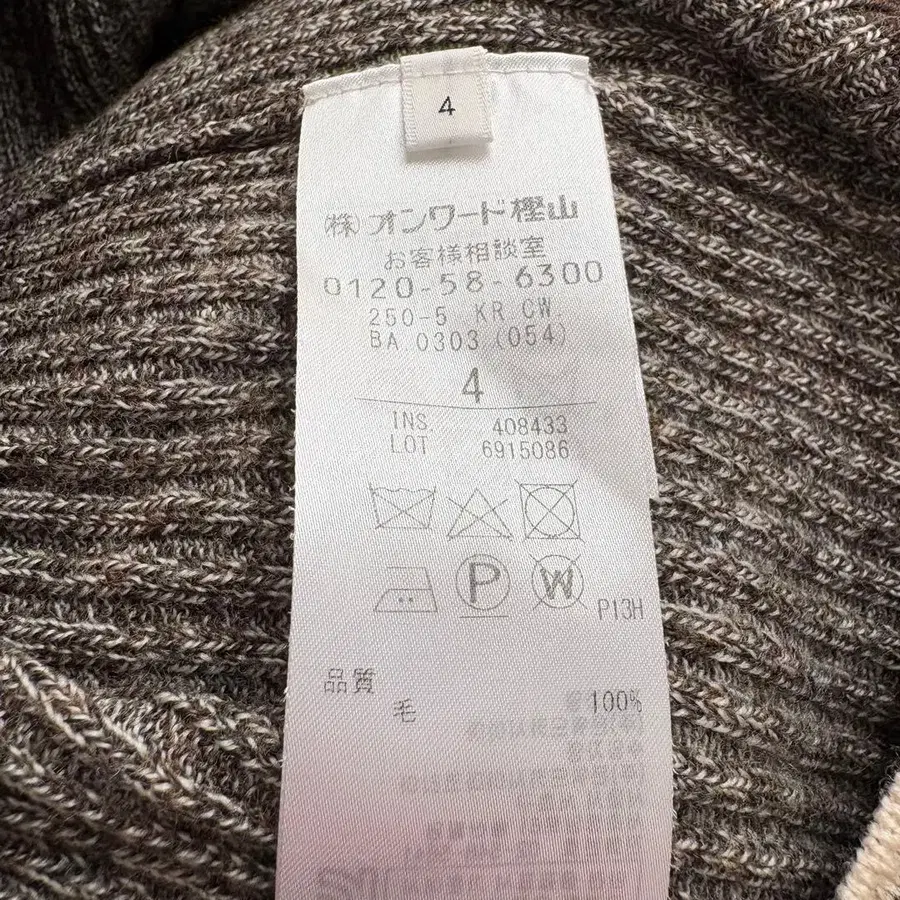 4
(株)オンワード樫山
お客様相談室
0120-58-6300
250-5 KR CW.
BA.0303 (054)
4
INS. 408433
LOT 6915086
P
W
P13H
品質
毛 100%